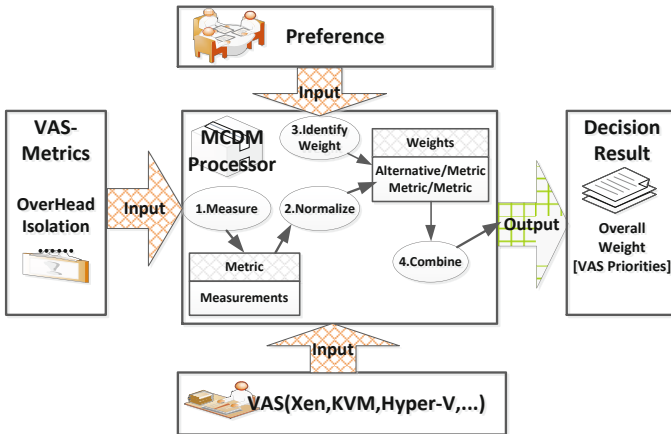 Preference
Input
VAS-
Metrics
OverHead
Isolation
Input
MCDM
Processor
3.Identify
Weight
Weights
Alternative/Metric
Metric/Metric
1.Measure
2.Normalize
Metric
Measurements
4.Combine
Output
Decision
Result
Overall
Weight
[VAS Priorities]
Input
VAS(Xen,KVM,Hyper-V,...)